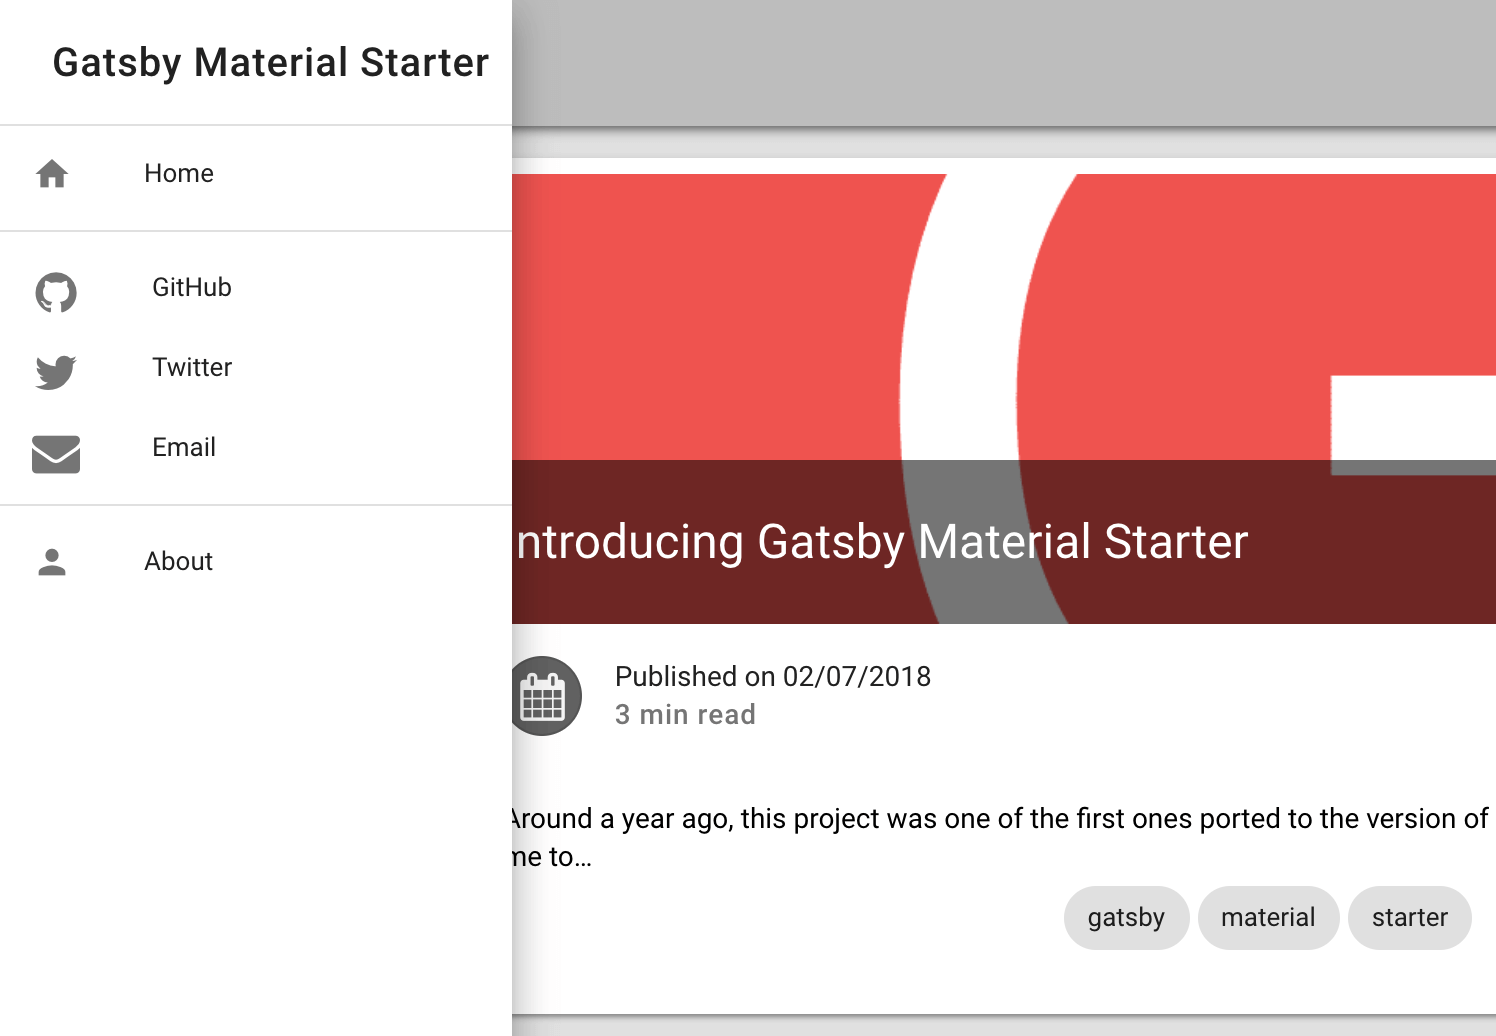 Gatsby Material Starter
Home
GitHub
Twitter
Email
About
ntroducing Gatsby Material Starter
Published on 02/07/2018
3 min read
Around a year ago, this project was one of the first ones ported to the version of
me to…
gatsby material starter